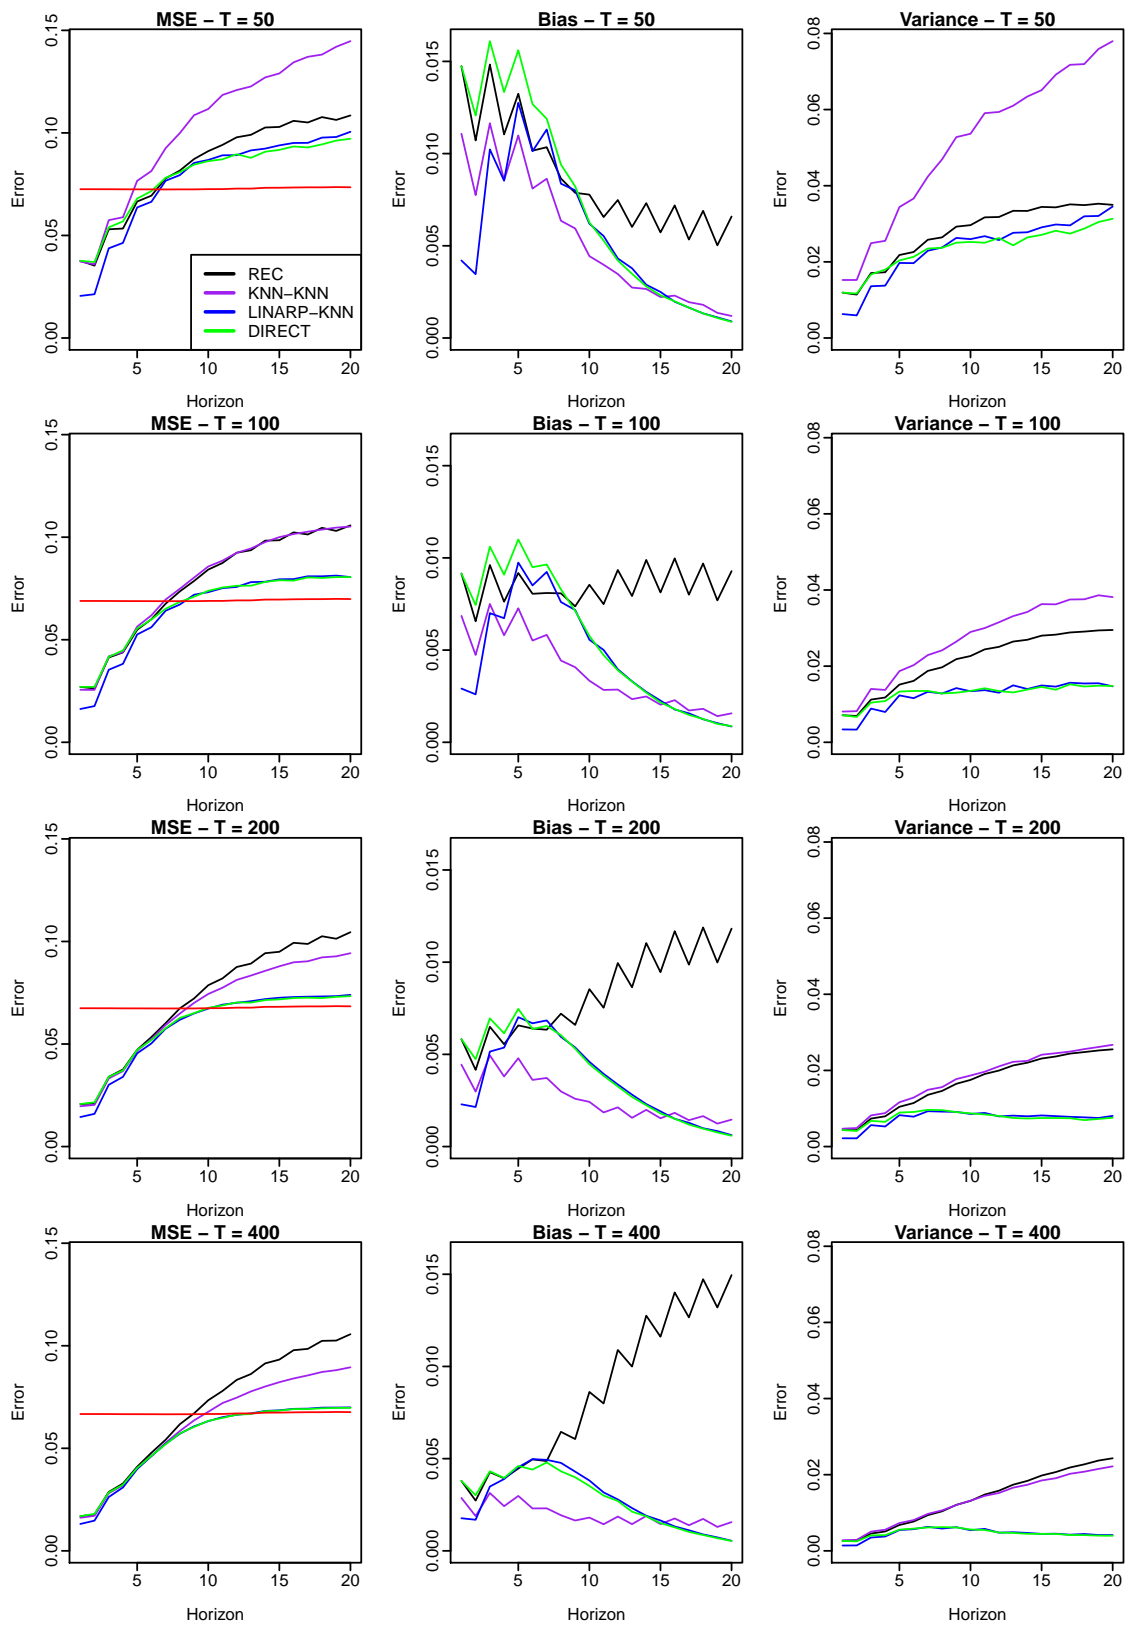 MSE − T = 50
Error
0.00 0.05 0.10 0.15
REC
KNN−KNN
LINARP−KNN
DIRECT
5 10 15 20
Horizon
Bias − T = 50
Error
0.000 0.005 0.010 0.015
5 10 15 20
Horizon
Variance − T = 50
Error
0.00 0.02 0.04 0.06 0.08
5 10 15 20
Horizon
MSE − T = 100
Error
0.00 0.05 0.10 0.15
5 10 15 20
Horizon
Bias − T = 100
Error
0.000 0.005 0.010 0.015
5 10 15 20
Horizon
Variance − T = 100
Error
0.00 0.02 0.04 0.06 0.08
5 10 15 20
Horizon
MSE − T = 200
Error
0.00 0.05 0.10 0.15
5 10 15 20
Horizon
Bias − T = 200
Error
0.000 0.005 0.010 0.015
5 10 15 20
Horizon
Variance − T = 200
Error
0.00 0.02 0.04 0.06 0.08
5 10 15 20
Horizon
MSE − T = 400
Error
0.00 0.05 0.10 0.15
5 10 15 20
Horizon
Bias − T = 400
Error
0.000 0.005 0.010 0.015
5 10 15 20
Horizon
Variance − T = 400
Error
0.00 0.02 0.04 0.06 0.08
5 10 15 20
Horizon